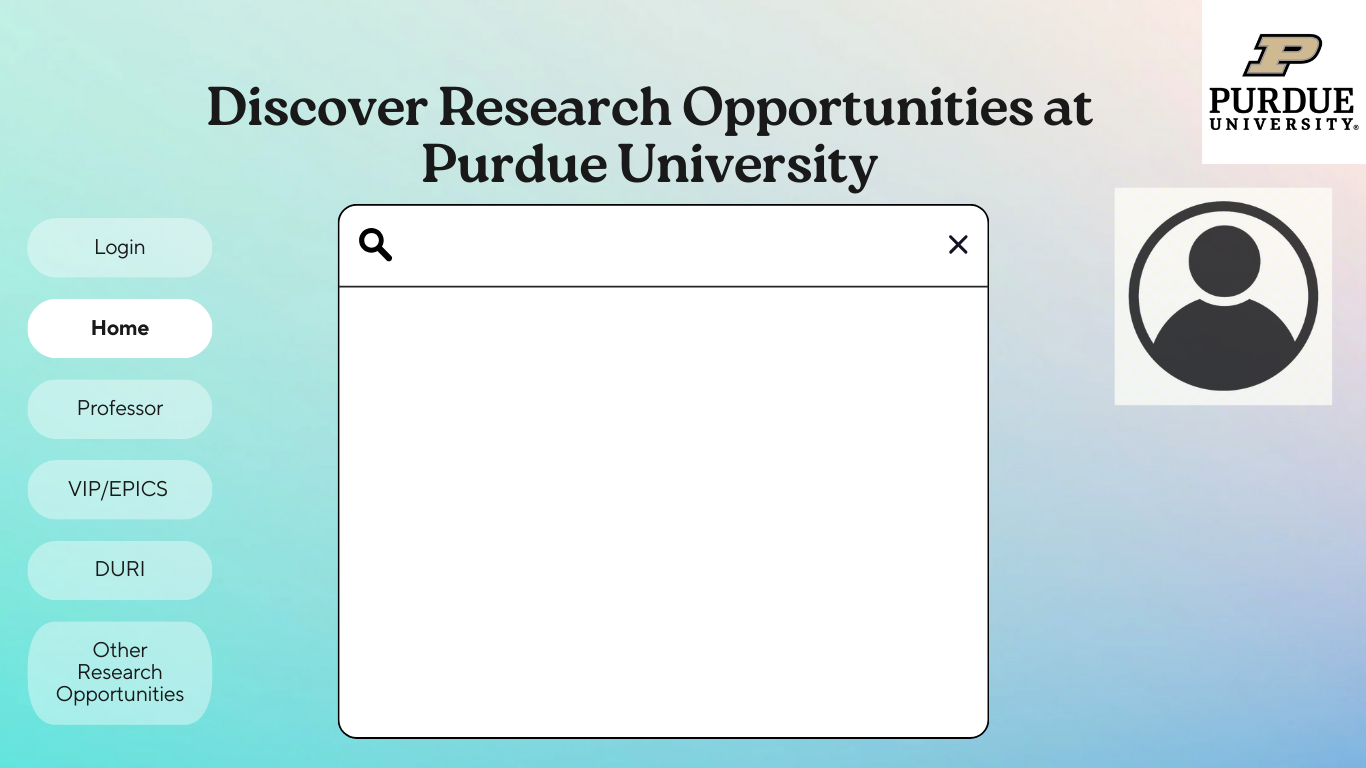 Discover Research Opportunities at
Purdue University
PURDUE
UNIVERSITY®
Login
Home
Professor
VIP/EPICS
DURI
Other
Research
Opportunities